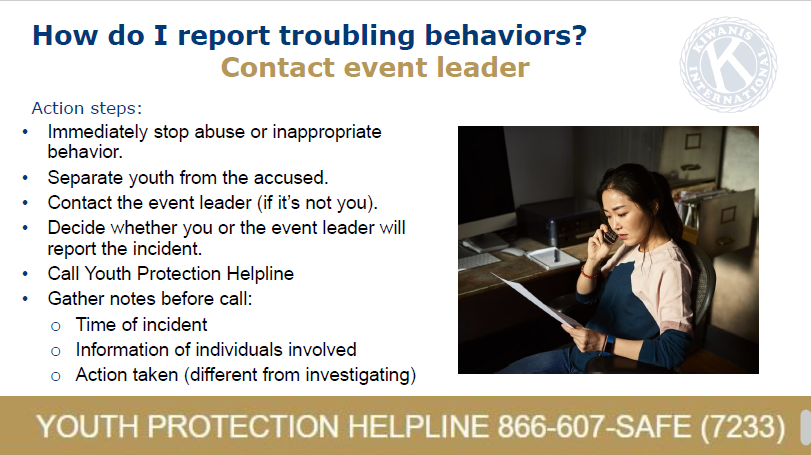 How do I report troubling behaviors?
Contact event leader
KIWANIS
K
INTERNATIONAL
Action steps:
• Immediately stop abuse or inappropriate
behavior.
• Separate youth from the accused.
• Contact the event leader (if it’s not you).
• Decide whether you or the event leader will
report the incident.
• Call Youth Protection Helpline
• Gather notes before call:
o Time of incident
o Information of individuals involved
o Action taken (different from investigating)
YOUTH PROTECTION HELPLINE 866-607-SAFE (7233)